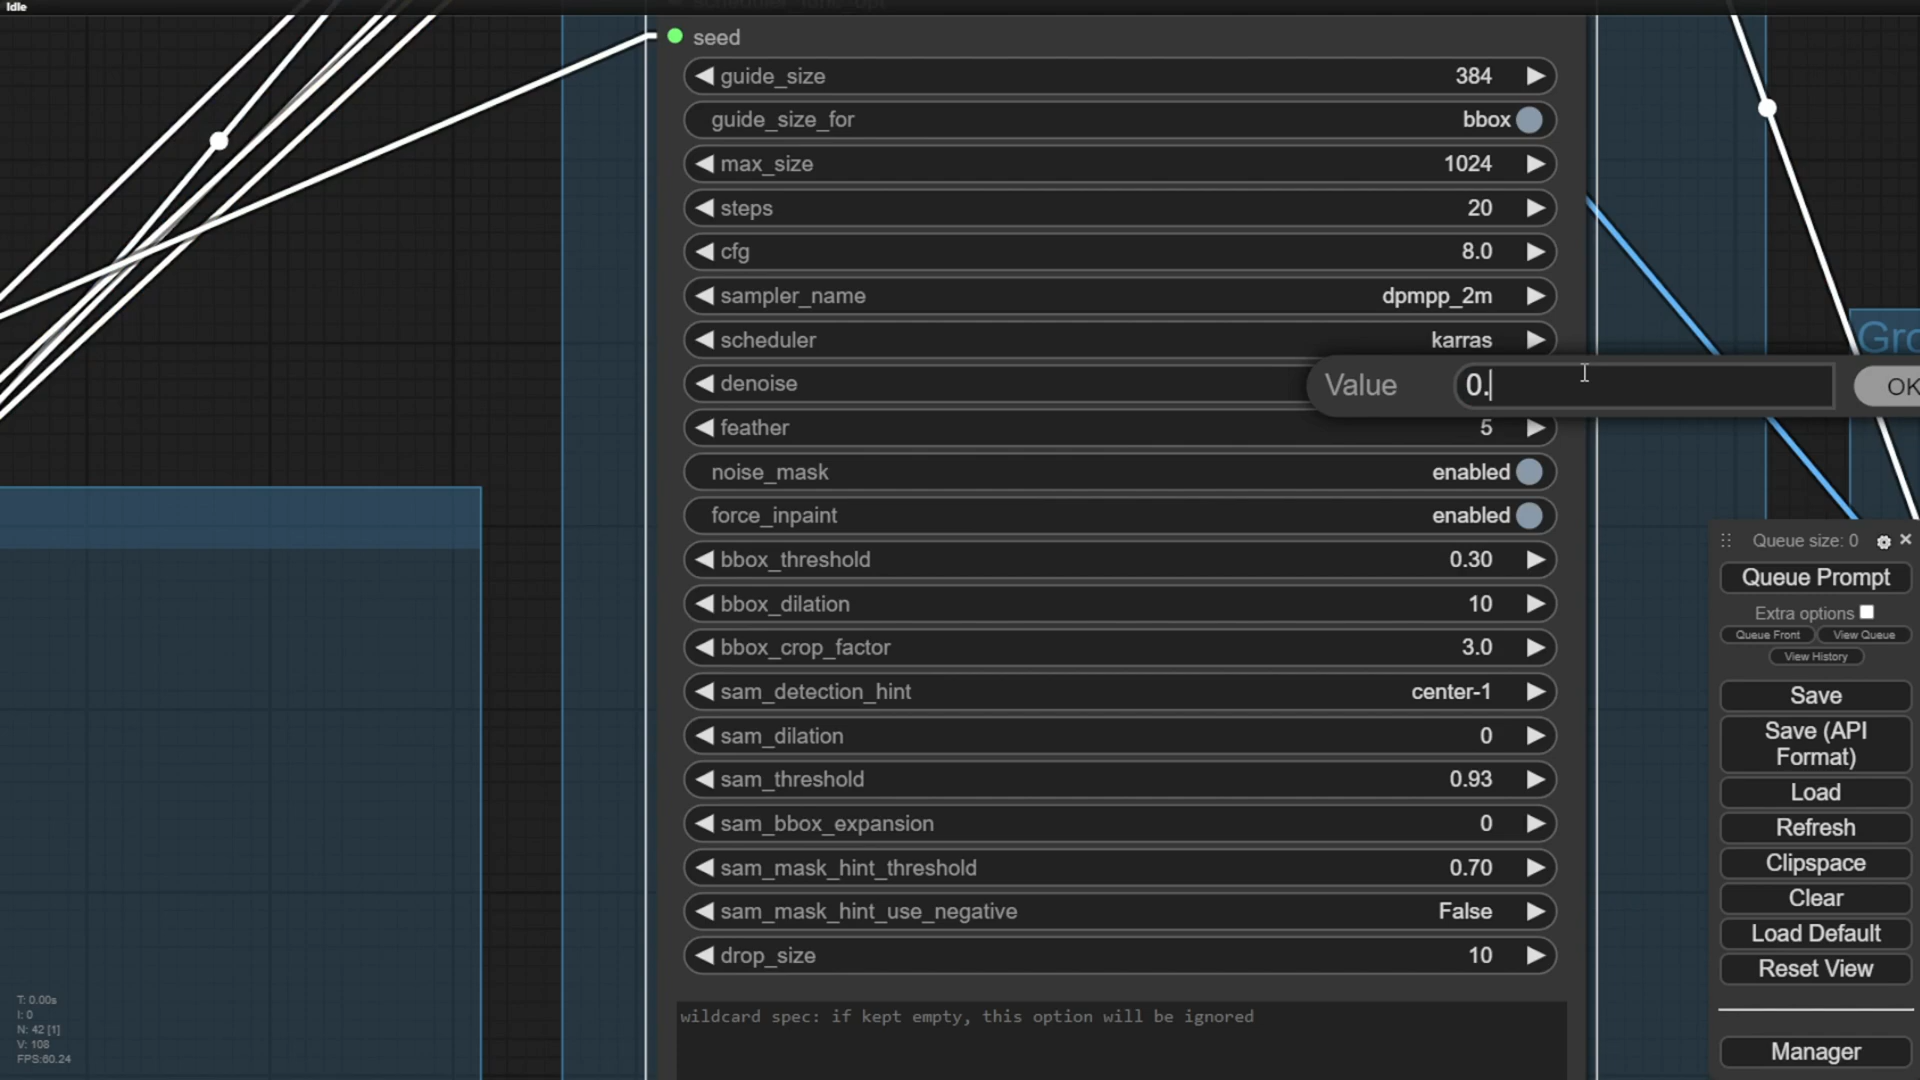 Idle
seed
guide_size 384
guide_size_for bbox
max_size 1024
steps 20
cfg 8.0
sampler_name dpmpp_2m
scheduler karras
Gro
denoise
Value 0. OK
feather 5
noise_mask enabled
force_inpaint enabled
bbox_threshold 0.30
bbox_dilation 10
bbox_crop_factor 3.0
sam_detection_hint center-1
sam_dilation 0
sam_threshold 0.93
sam_bbox_expansion 0
sam_mask_hint_threshold 0.70
sam_mask_hint_use_negative False
drop_size 10
wildcard spec: if kept empty, this option will be ignored
Queue size: 0
Queue Prompt
Extra options
Queue Front View Queue
View History
Save
Save (API
Format)
Load
Refresh
Clipspace
Clear
Load Default
Reset View
Manager
T: 0.00s
I: 0
N: 42 [1]
V: 108
FPS:60.24